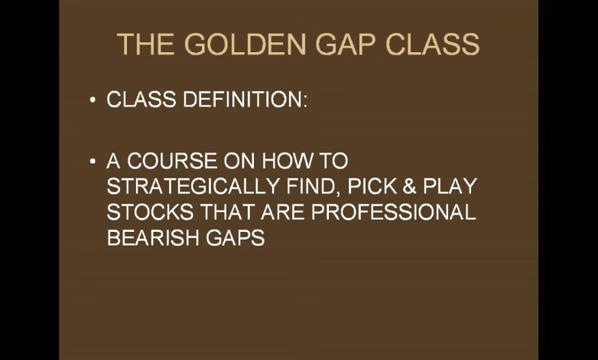 THE GOLDEN GAP CLASS
• CLASS DEFINITION:
• A COURSE ON HOW TO
STRATEGICALLY FIND, PICK & PLAY
STOCKS THAT ARE PROFESSIONAL
BEARISH GAPS